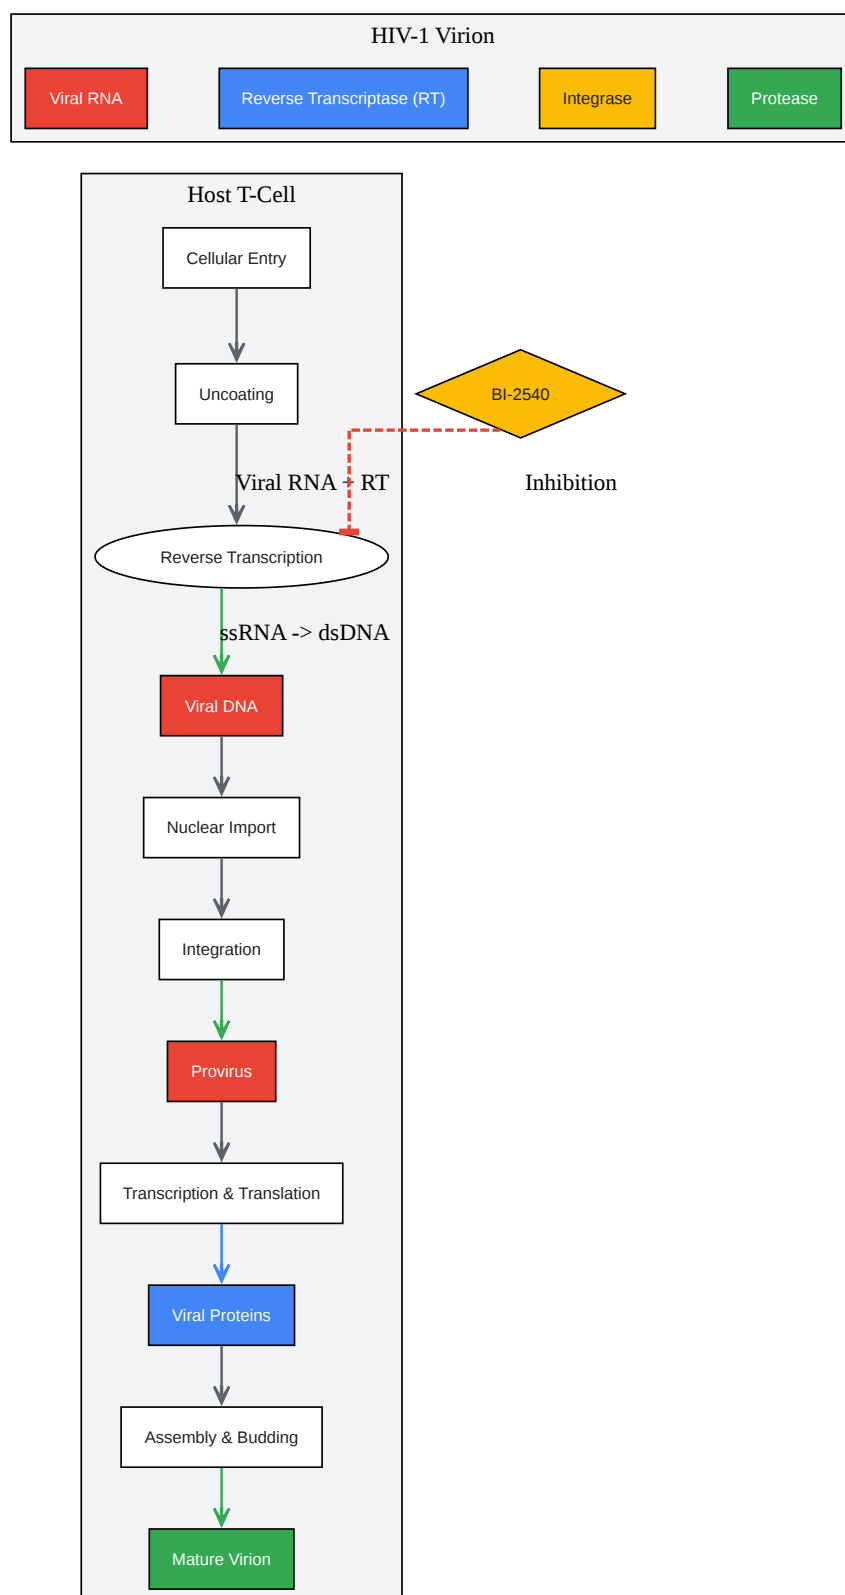 HIV-1 Virion
Viral RNA
Reverse Transcriptase (RT)
Integrase
Protease
Host T-Cell
Cellular Entry
Uncoating
BI-2540
Viral RNA + RT
Inhibition
Reverse Transcription
ssRNA -> dsDNA
Viral DNA
Nuclear Import
Integration
Provirus
Transcription & Translation
Viral Proteins
Assembly & Budding
Mature Virion